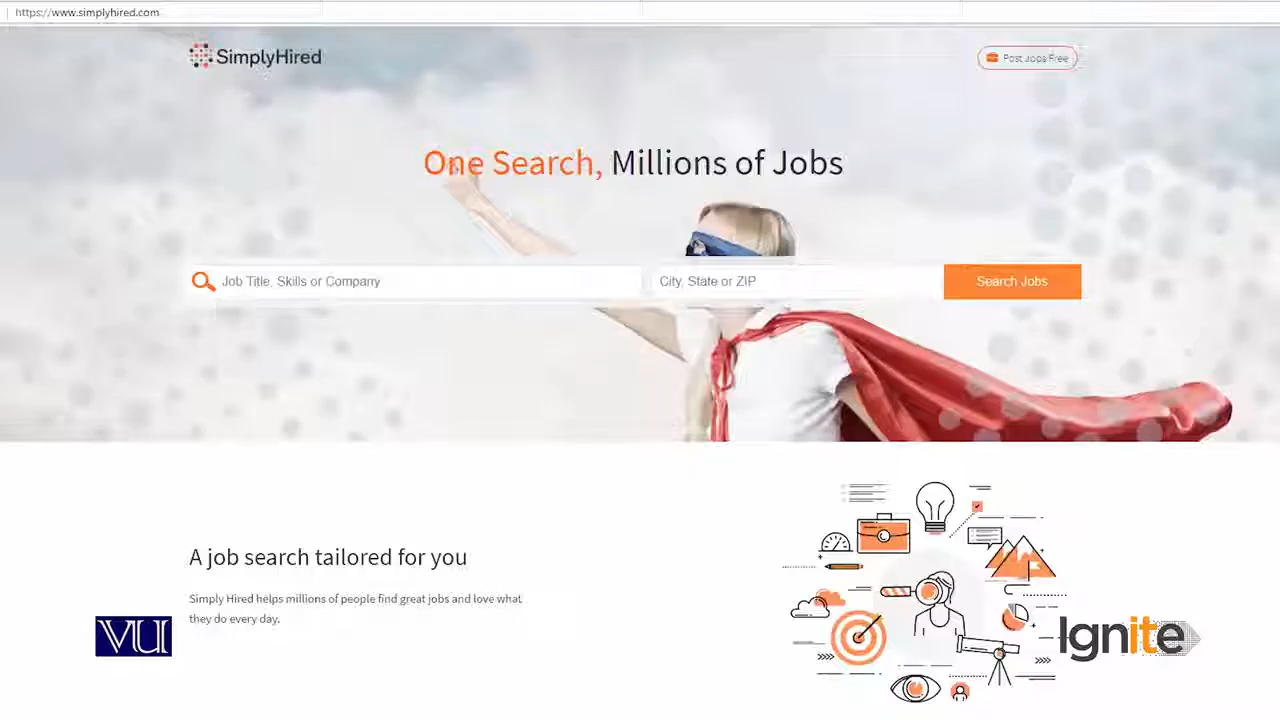 https://www.simplyhired.com
SimplyHired
Post Jobs Free
One Search, Millions of Jobs
Job Title, Skills or Company
City, State or ZIP
Search Jobs
A job search tailored for you
Simply Hired helps millions of people find great jobs and love what
they do every day.
VU
Ignite